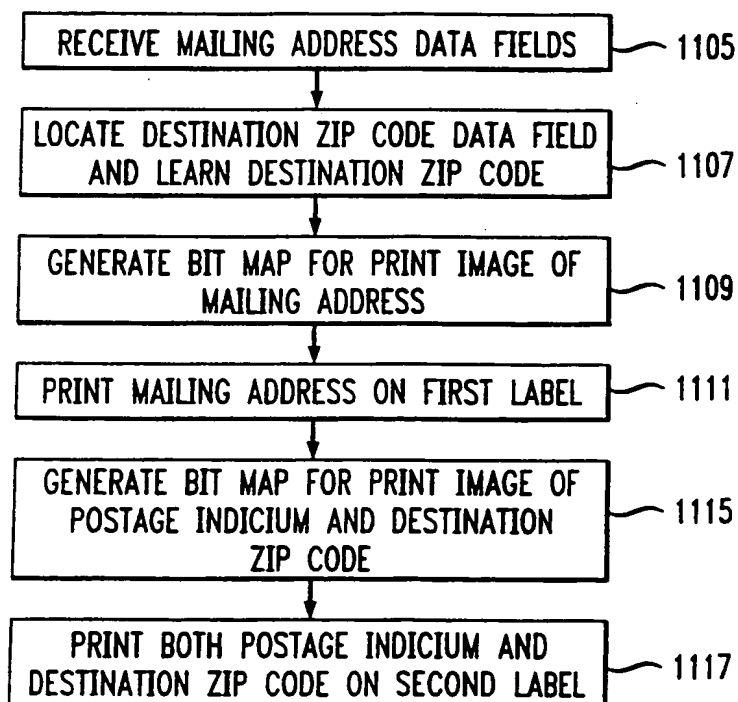 RECEIVE MAILING ADDRESS DATA FIELDS 1105
LOCATE DESTINATION ZIP CODE DATA FIELD
AND LEARN DESTINATION ZIP CODE 1107
GENERATE BIT MAP FOR PRINT IMAGE OF
MAILING ADDRESS 1109
PRINT MAILING ADDRESS ON FIRST LABEL 1111
GENERATE BIT MAP FOR PRINT IMAGE OF
POSTAGE INDICIUM AND DESTINATION 1115
ZIP CODE
PRINT BOTH POSTAGE INDICIUM AND
DESTINATION ZIP CODE ON SECOND LABEL 1117